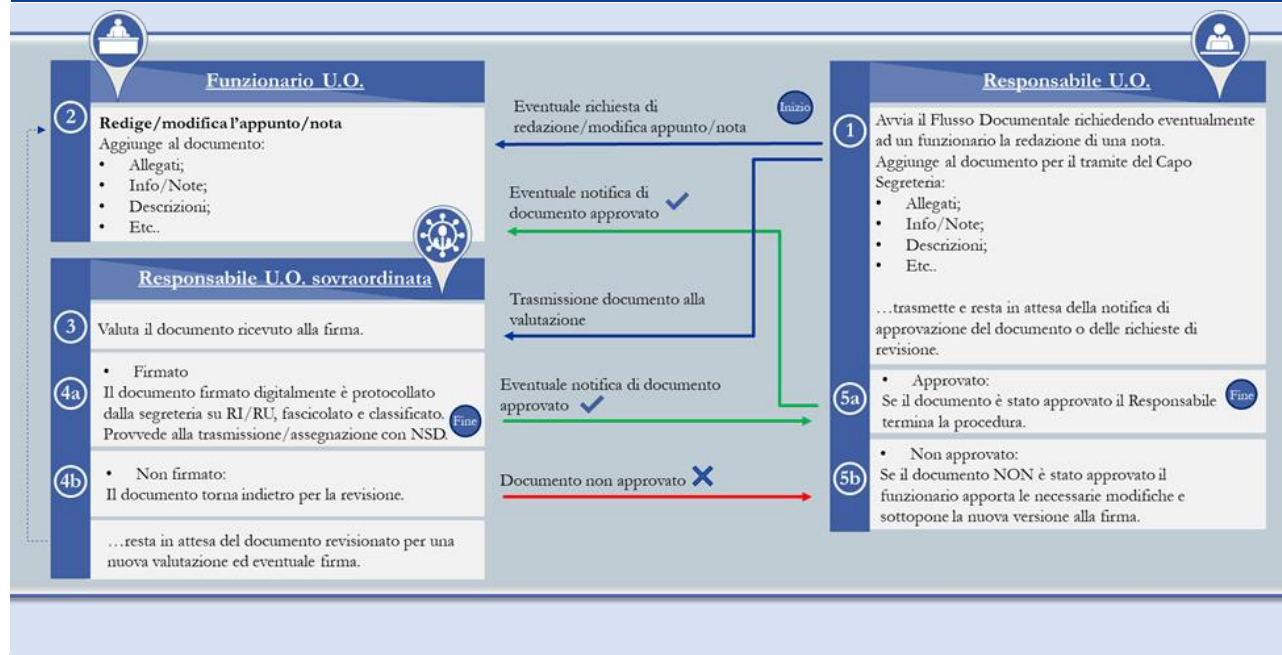 Funzionario U.O.
2
Redige/modifica l'appunto/nota
Aggiunge al documento:
• Allegati;
• Info/Note;
• Descrizioni;
• Etc..
Responsabile U.O. sovraordinata
3
Valuta il documento ricevuto alla firma.
4a
• Firmato
Il documento firmato digitalmente è protocollato
dalla segreteria su RI/RU, fascicolato e classificato.
Provvede alla trasmissione/assegnazione con NSD.
Fine
4b
• Non firmato:
Il documento torna indietro per la revisione.
…resta in attesa del documento revisionato per una
nuova valutazione ed eventuale firma.
Eventuale richiesta di
redazione/modifica appunto/nota
Inizio
Eventuale notifica di
documento approvato
Trasmissione documento alla
valutazione
Eventuale notifica di documento
approvato
Documento non approvato
Responsabile U.O.
1
Avvia il Flusso Documentale richiedendo eventualmente
ad un funzionario la redazione di una nota.
Aggiunge al documento per il tramite del Capo
Segreteria:
• Allegati;
• Info/Note;
• Descrizioni;
• Etc..
…trasmette e resta in attesa della notifica di
approvazione del documento o delle richieste di
revisione.
5a
• Approvato:
Se il documento è stato approvato il Responsabile
termina la procedura.
Fine
5b
• Non approvato:
Se il documento NON è stato approvato il
funzionario apporta le necessarie modifiche e
sottopone la nuova versione alla firma.